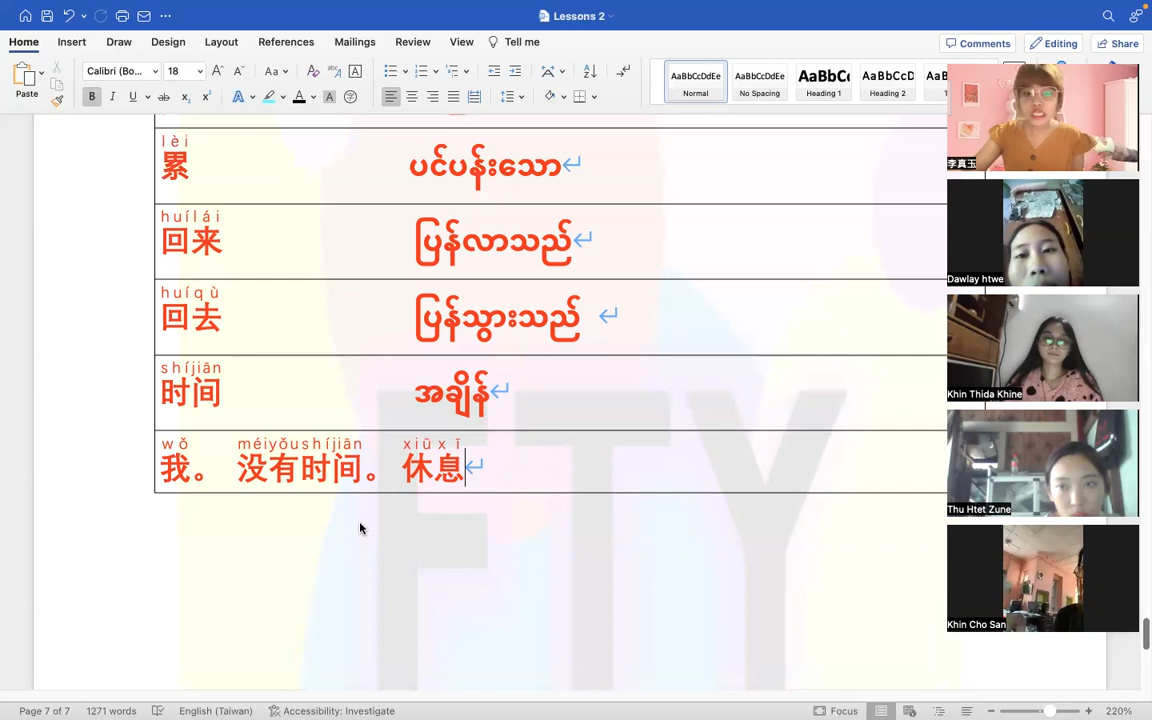 Lessons 2
Home Insert Draw Design Layout References Mailings Review View Tell me Comments Editing Share
Paste Calibri (Bo... 18 AaBbCcDdEe AaBbCcDdEe AaBbCc AaBbCcD
Normal No Spacing Heading 1 Heading 2
lèi
累 ပင်ပန်းသော
huílái
回来 ပြန်လာသည်
huíqù
回去 ပြန်သွားသည်
shíjiān
时间 အချိန်
wǒ méiyǒushíjiān xiūxī
我。 没有时间。 休息
FTY
李真玉
Dawlay htwe
Khin Thida Khine
Thu Htet Zune
Khin Cho San
Page 7 of 7 1271 words English (Taiwan) Accessibility: Investigate Focus 220%